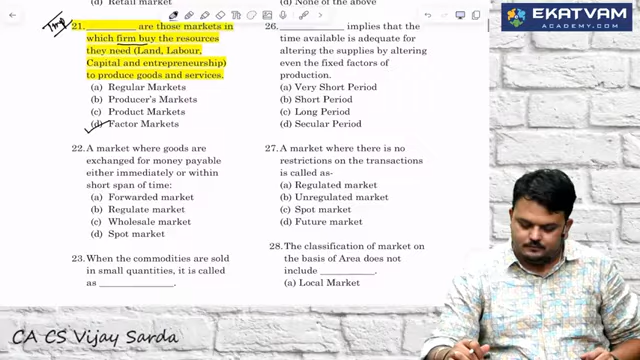 (d) Retail market
Imp
21. __________ are those markets in
which firm buy the resources
they need (Land, Labour,
Capital and entrepreneurship)
to produce goods and services.
(a) Regular Markets
(b) Producer's Markets
(c) Product Markets
(d) Factor Markets
22. A market where goods are
exchanged for money payable
either immediately or within
short span of time:
(a) Forwarded market
(b) Regulate market
(c) Wholesale market
(d) Spot market
23. When the commodities are sold
in small quantities, it is called
as ________________.
(d) None of the above
26. ________________ implies that the
time available is adequate for
altering the supplies by altering
even the fixed factors of
production.
(a) Very Short Period
(b) Short Period
(c) Long Period
(d) Secular Period
27. A market where there is no
restrictions on the transactions
is called as-
(a) Regulated market
(b) Unregulated market
(c) Spot market
(d) Future market
28. The classification of market on
the basis of Area does not
include ___________.
(a) Local Market
EKATVAM
ACADEMY.COM
CA CS Vijay Sarda